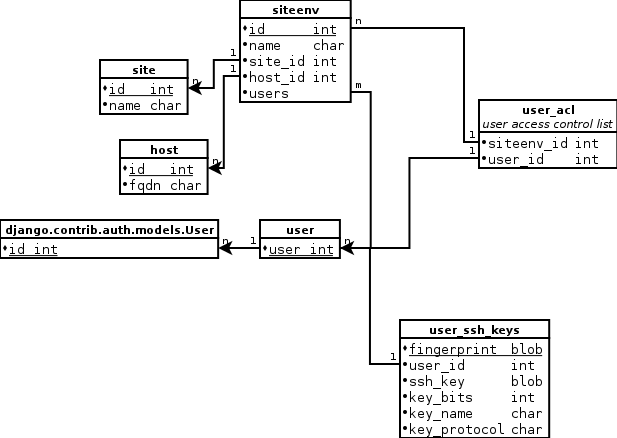 siteenv
id int
name char
site_id int
host_id int
users
n
1
1
m
site
id int
name char
n
host
id int
fqdn char
n
user_acl
user access control list
siteenv_id int
user_id int
1
1
django.contrib.auth.models.User
id int
n
1
user
user int
n
user_ssh_keys
fingerprint blob
user_id int
ssh_key blob
key_bits int
key_name char
key_protocol char
1